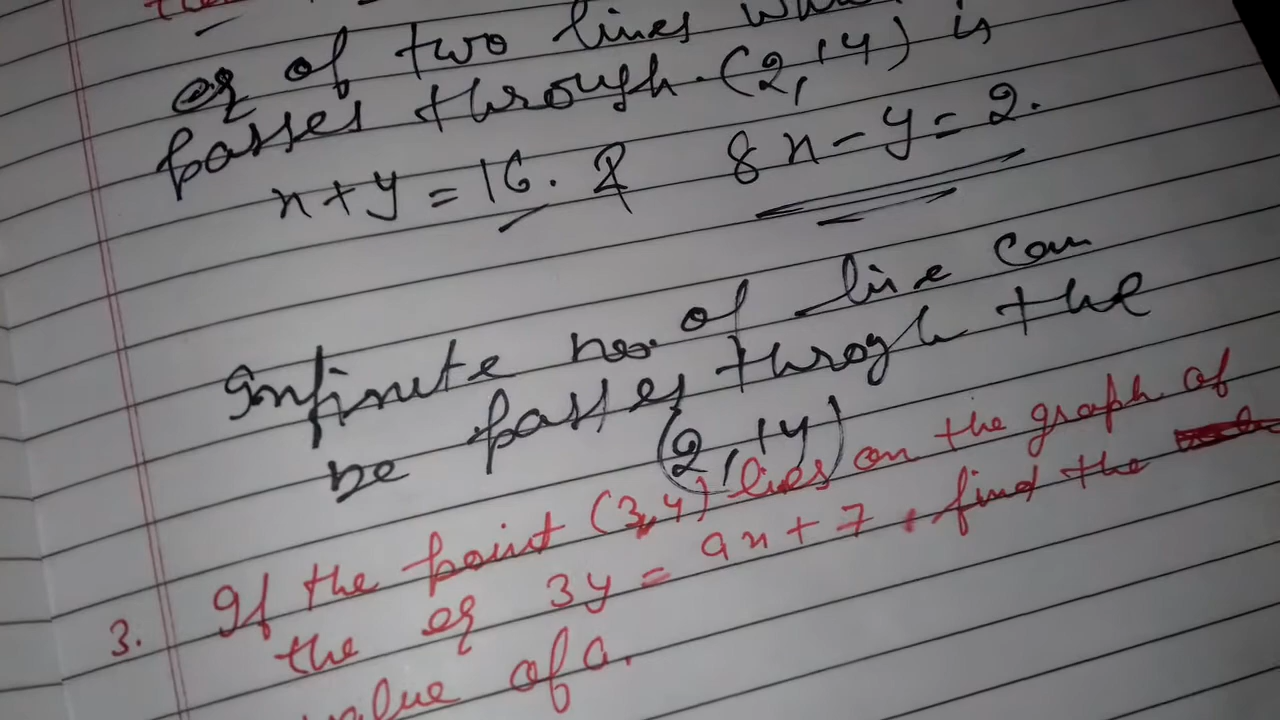 eq of two lines
passes through (2, 14) is
x + y = 16. & 8x - y = 2.
Infinite no. of line can
be passes throgh the
(2, 14)
3. If the point (3,4) lies on the graph of
the eq 3y = ax + 7, find the
value of a.